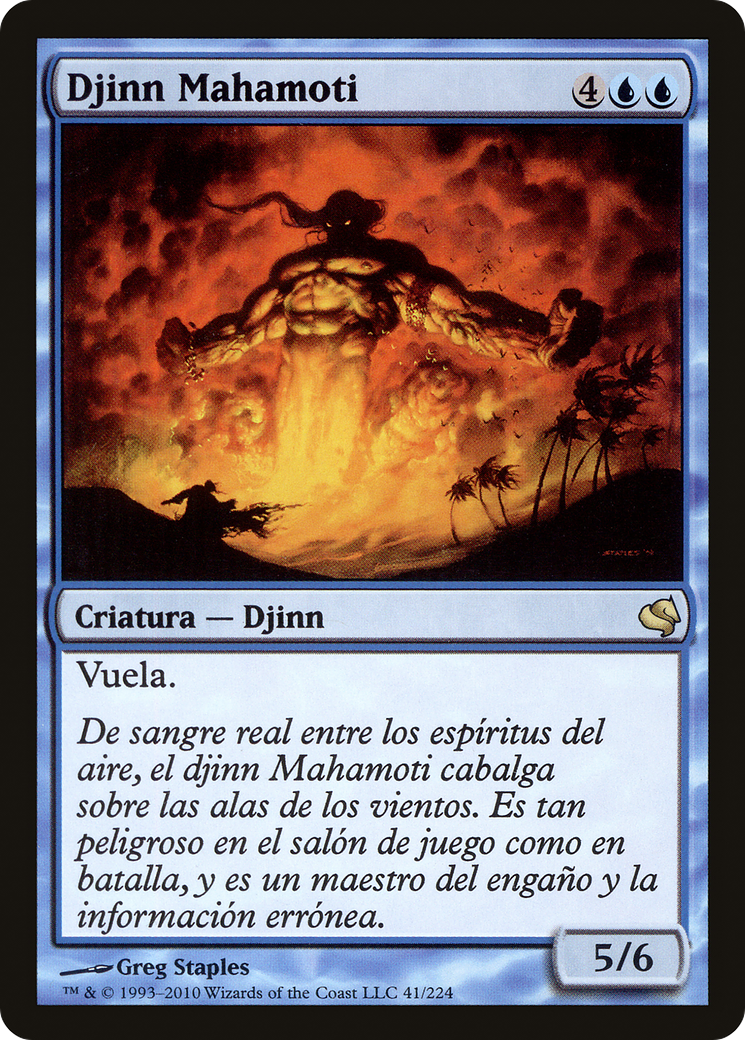 Djinn Mahamoti
4
Criatura — Djinn
Vuela.
De sangre real entre los espíritus del
aire, el djinn Mahamoti cabalga
sobre las alas de los vientos. Es tan
peligroso en el salón de juego como en
batalla, y es un maestro del engaño y la
información errónea.
5/6
Greg Staples
™ & © 1993–2010 Wizards of the Coast LLC 41/224